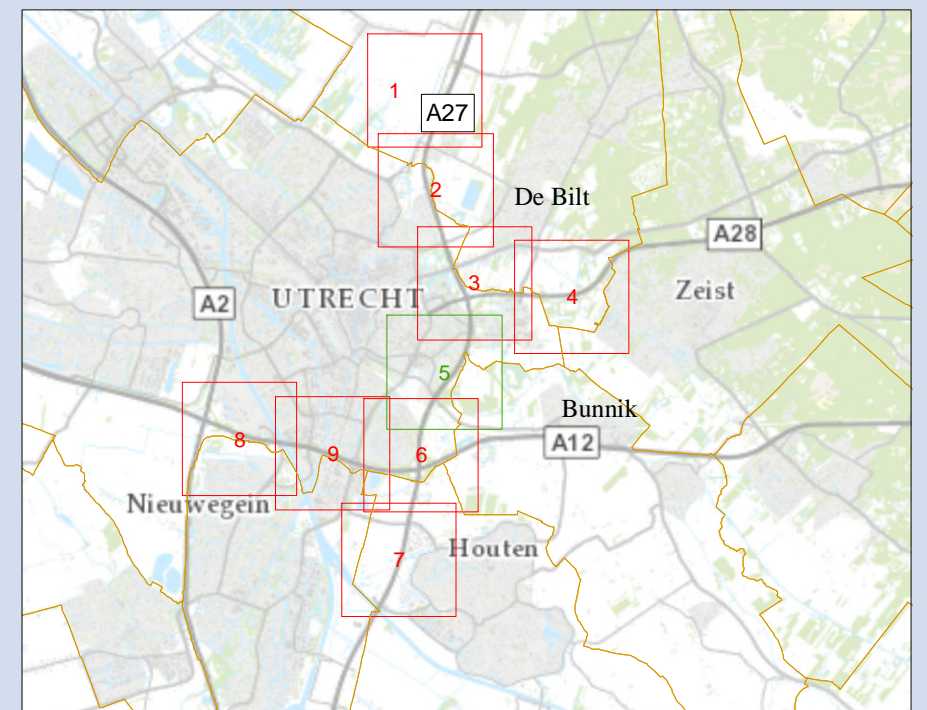 1
A27
2
De Bilt
A28
3
4
Zeist
A2
UTRECHT
5
Bunnik
8
9
6
A12
Nieuwegein
Houten
7